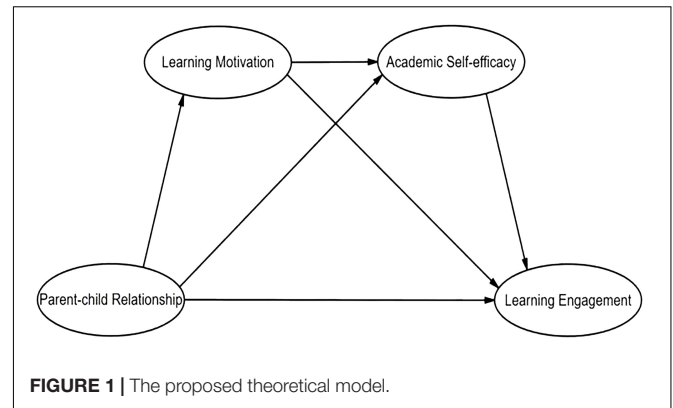 Learning Motivation
Academic Self-efficacy
Parent-child Relationship
Learning Engagement
FIGURE 1 | The proposed theoretical model.